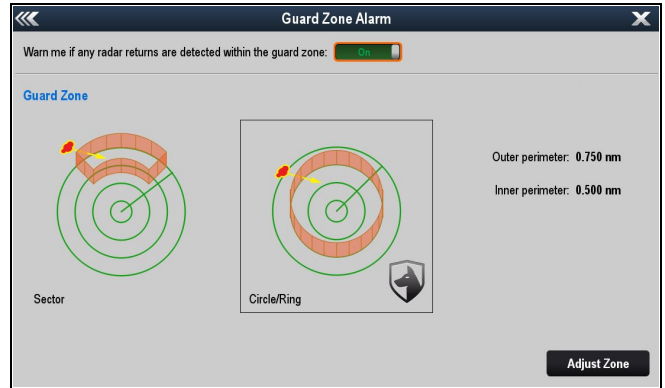 Guard Zone Alarm
Warn me if any radar returns are detected within the guard zone: On
Guard Zone
Outer perimeter: 0.750 nm
Inner perimeter: 0.500 nm
Sector
Circle/Ring
Adjust Zone